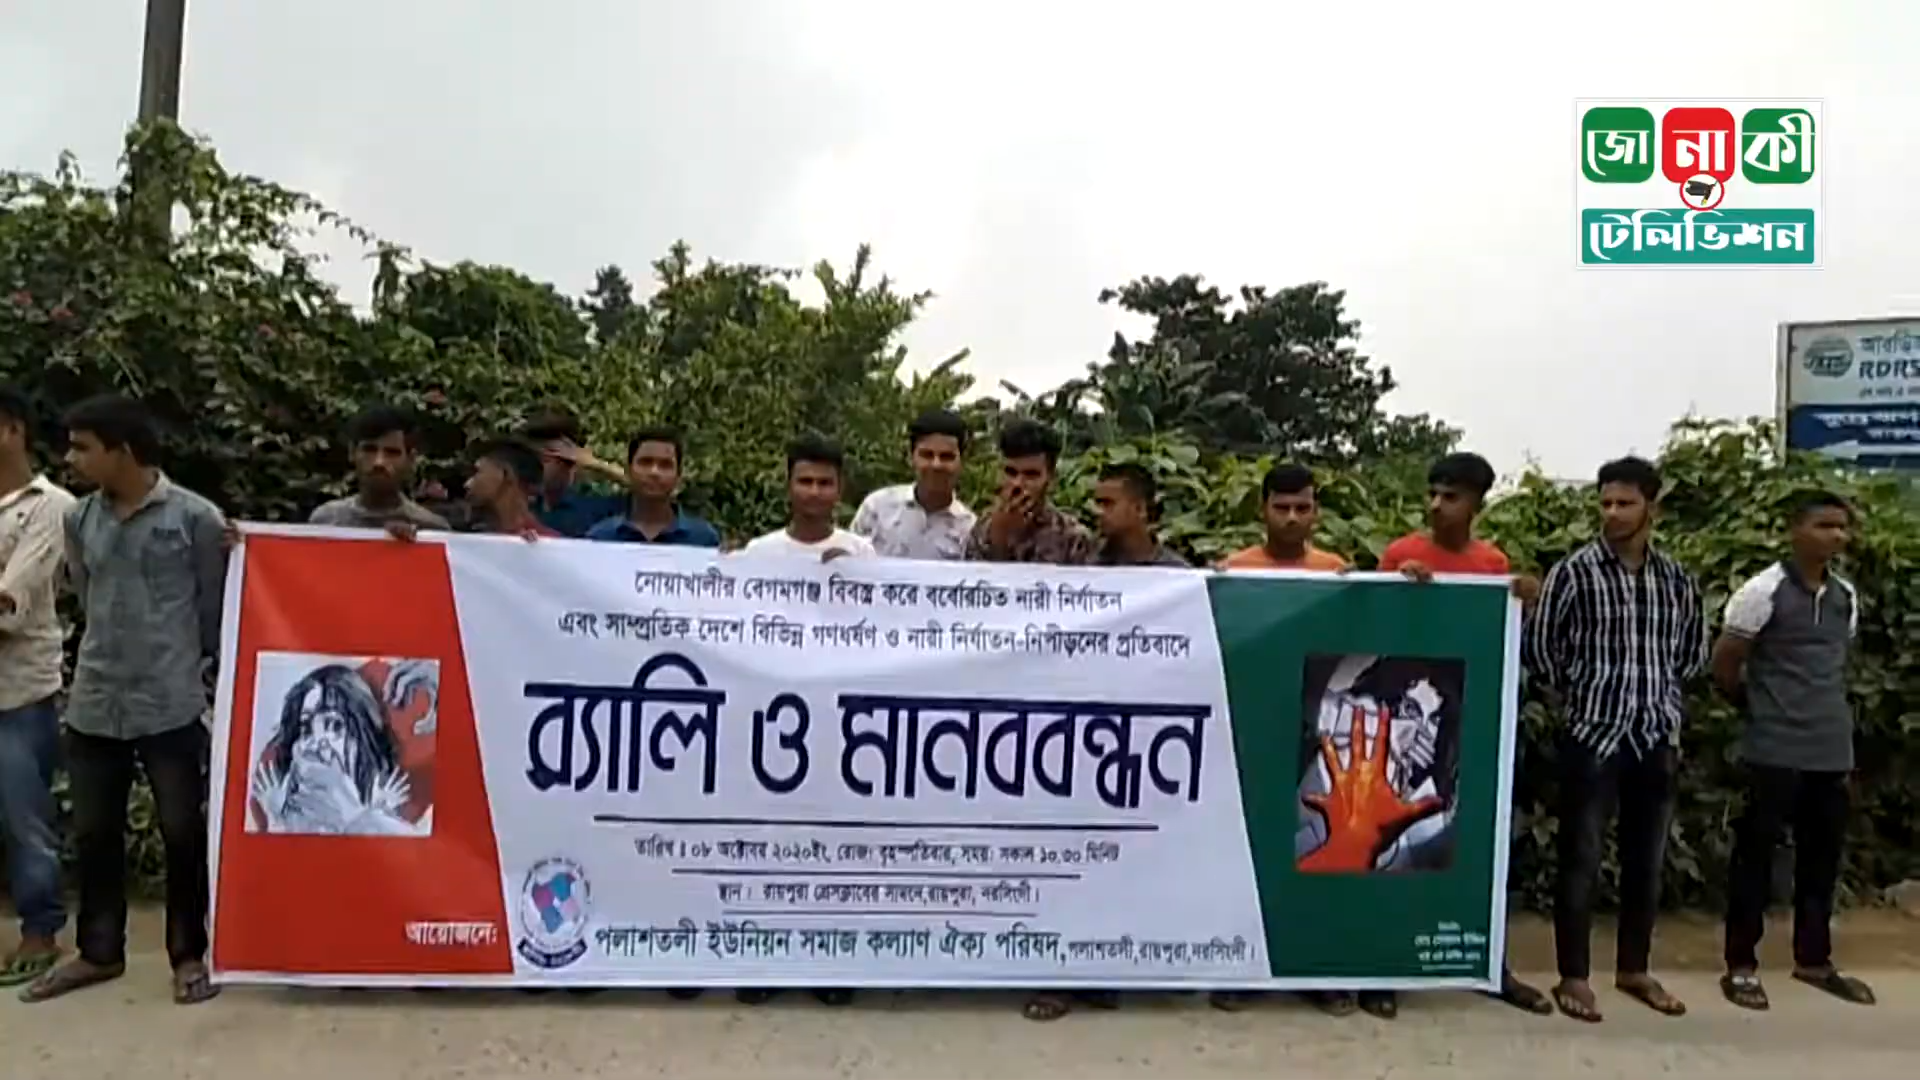 জোনাকী
টেলিভিশন
আরডি
RDRS
নোয়াখালীর বেগমগঞ্জ বিবস্ত্র করে বর্বোরচিত নারী নির্যাতন
এবং সাম্প্রতিক দেশে বিভিন্ন গণধর্ষণ ও নারী নির্যাতন-নিপীড়নের প্রতিবাদে
র‍্যালি ও মানববন্ধন
তারিখ : ০৮ অক্টোবর ২০২০ইং, রোজ: বৃহস্পতিবার, সময়: সকাল ১০.৩০ মিনিট
স্থান : রায়পুরা প্রেসক্লাবের সামনে, রায়পুরা, নরসিংদী।
আয়োজনে:
পলাশতলী ইউনিয়ন সমাজ কল্যাণ ঐক্য পরিষদ, পলাশতলী, রায়পুরা, নরসিংদী।